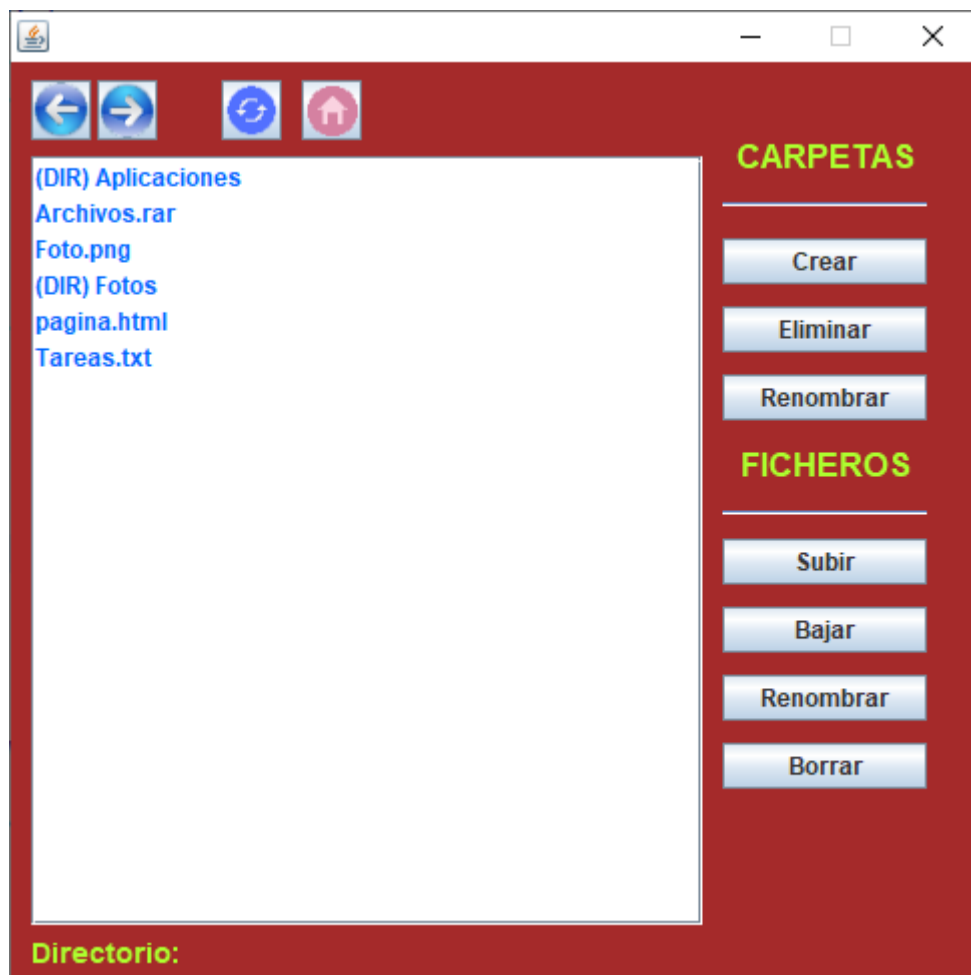 (DIR) Aplicaciones
Archivos.rar
Foto.png
(DIR) Fotos
pagina.html
Tareas.txt
CARPETAS
Crear
Eliminar
Renombrar
FICHEROS
Subir
Bajar
Renombrar
Borrar
Directorio: